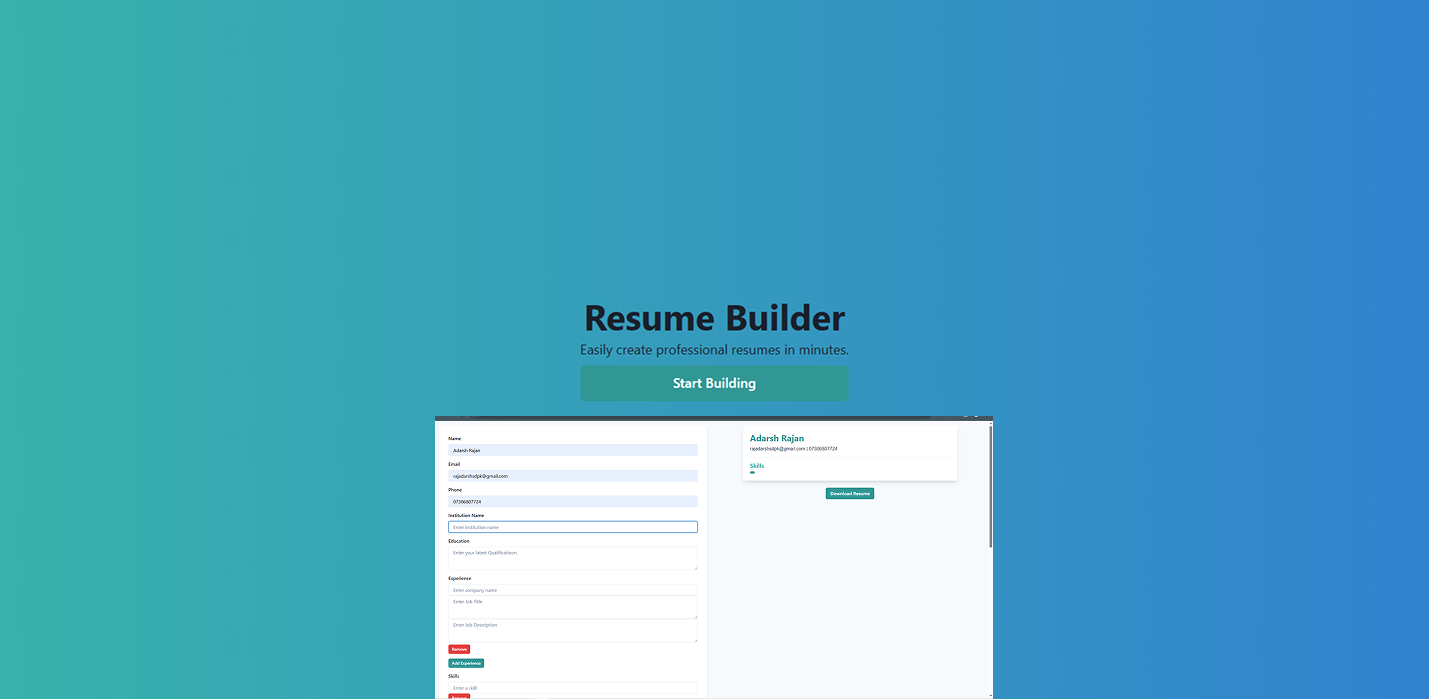 Resume Builder
Easily create professional resumes in minutes.
Start Building
Name
Adarsh Rajan
Email
rajadarshsdpk@gmail.com
Phone
07306807724
Institution Name
Enter institution name
Education
Enter your latest Qualificatioon
Experience
Enter company name
Enter Job Title
Enter Job Description
Remove
Add Experience
Skills
Enter a skill
Adarsh Rajan
rajadarshsdpk@gmail.com | 07306807724
Skills
Download Resume